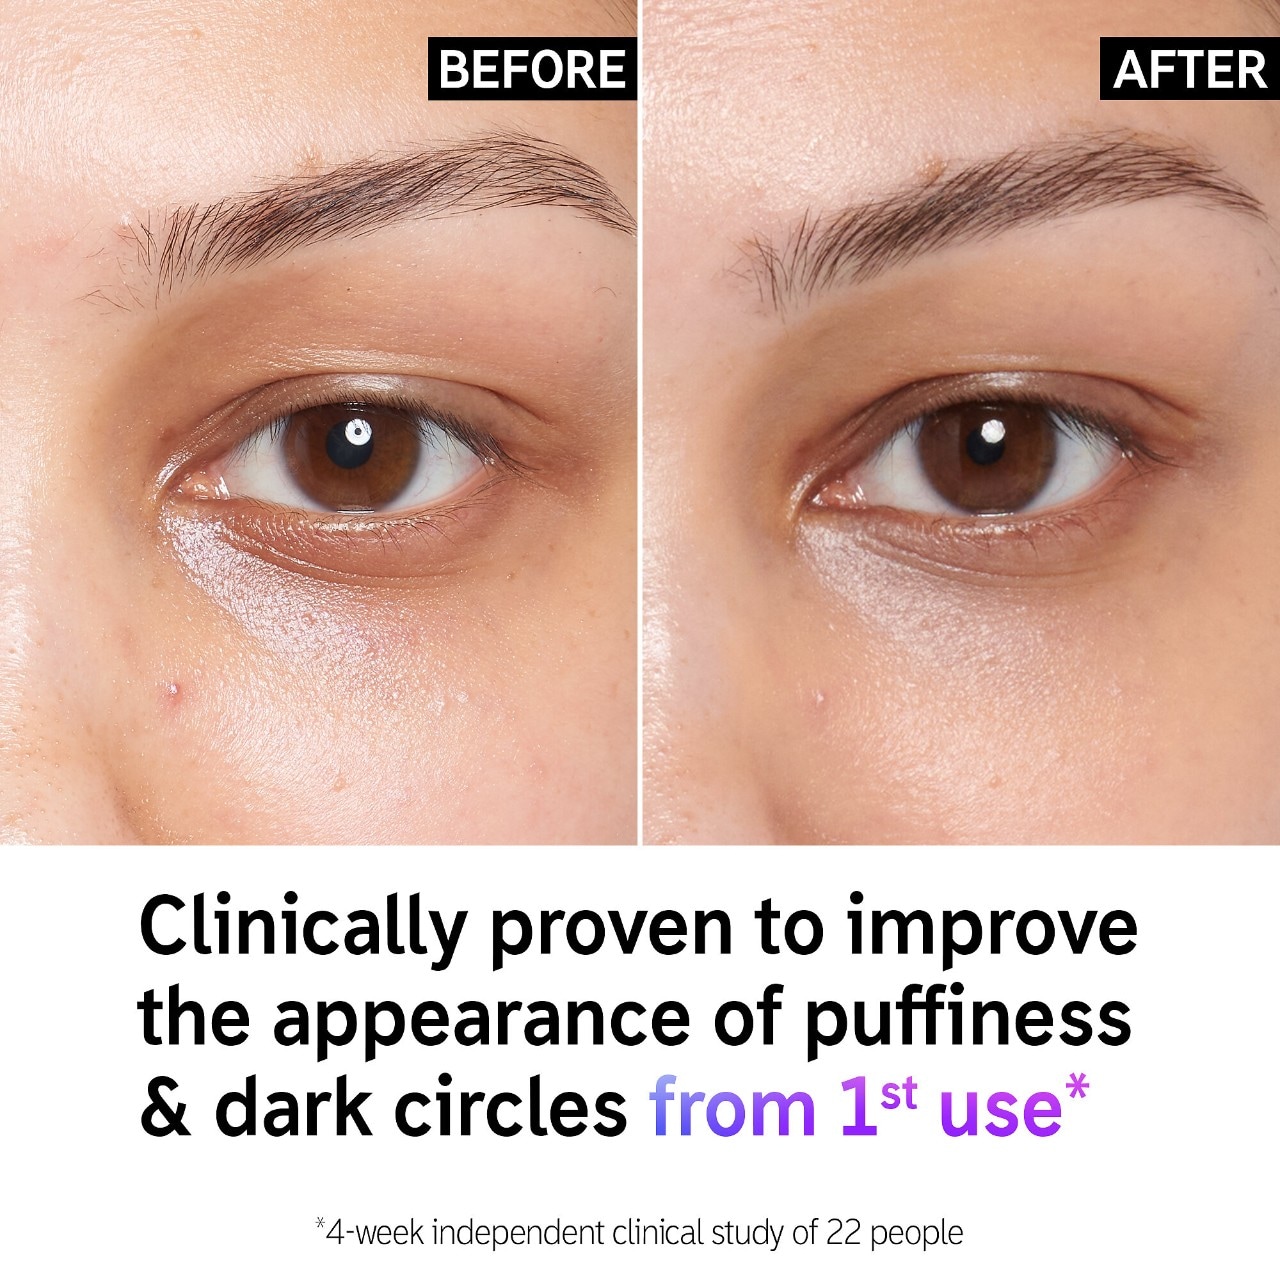 BEFORE
AFTER
Clinically proven to improve
the appearance of puffiness
& dark circles from 1st use*
*4-week independent clinical study of 22 people